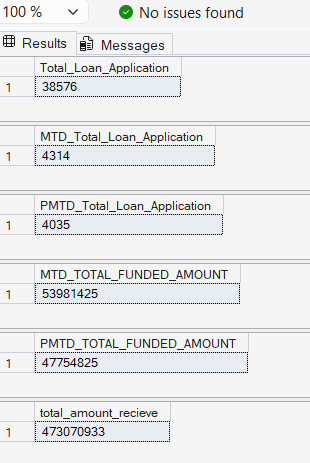 100 %
No issues found
Results
Messages
Total_Loan_Application
1 38576
MTD_Total_Loan_Application
1 4314
PMTD_Total_Loan_Application
1 4035
MTD_TOTAL_FUNDED_AMOUNT
1 53981425
PMTD_TOTAL_FUNDED_AMOUNT
1 47754825
total_amount_recieve
1 473070933